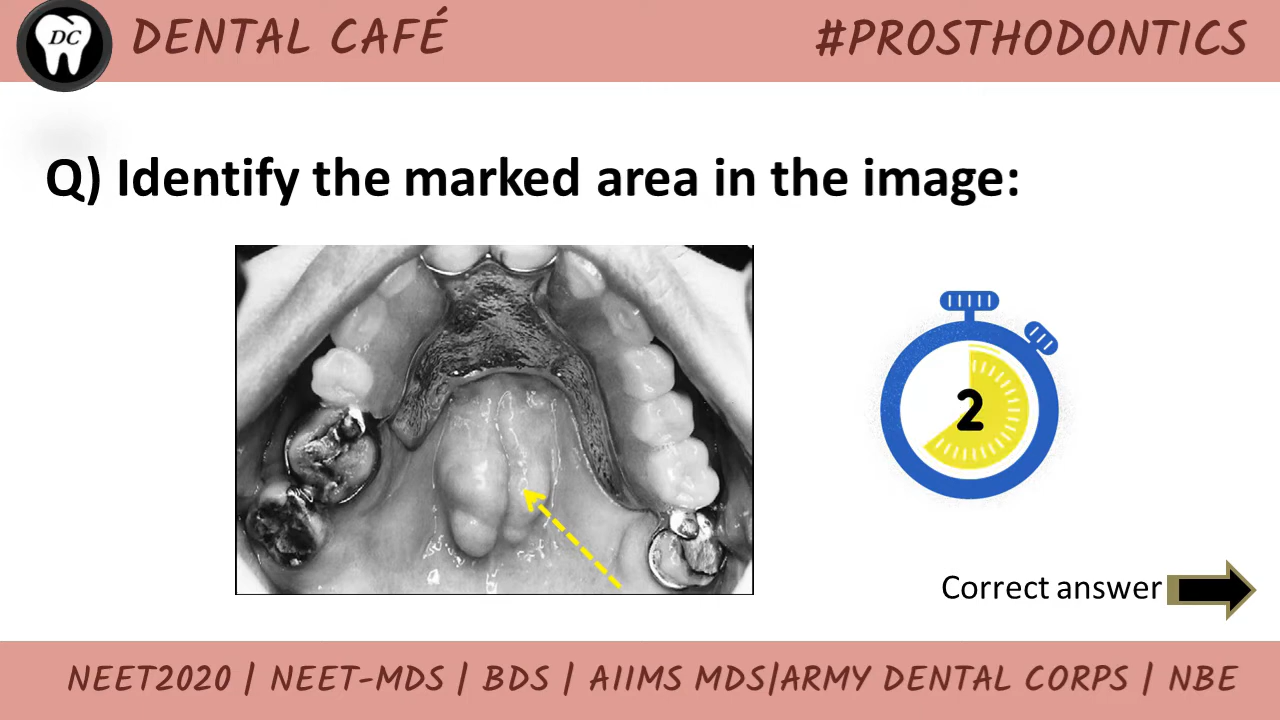 DC
DENTAL CAFÉ
#PROSTHODONTICS
Q) Identify the marked area in the image:
2
Correct answer
NEET2020 | NEET-MDS | BDS | AIIMS MDS|ARMY DENTAL CORPS | NBE